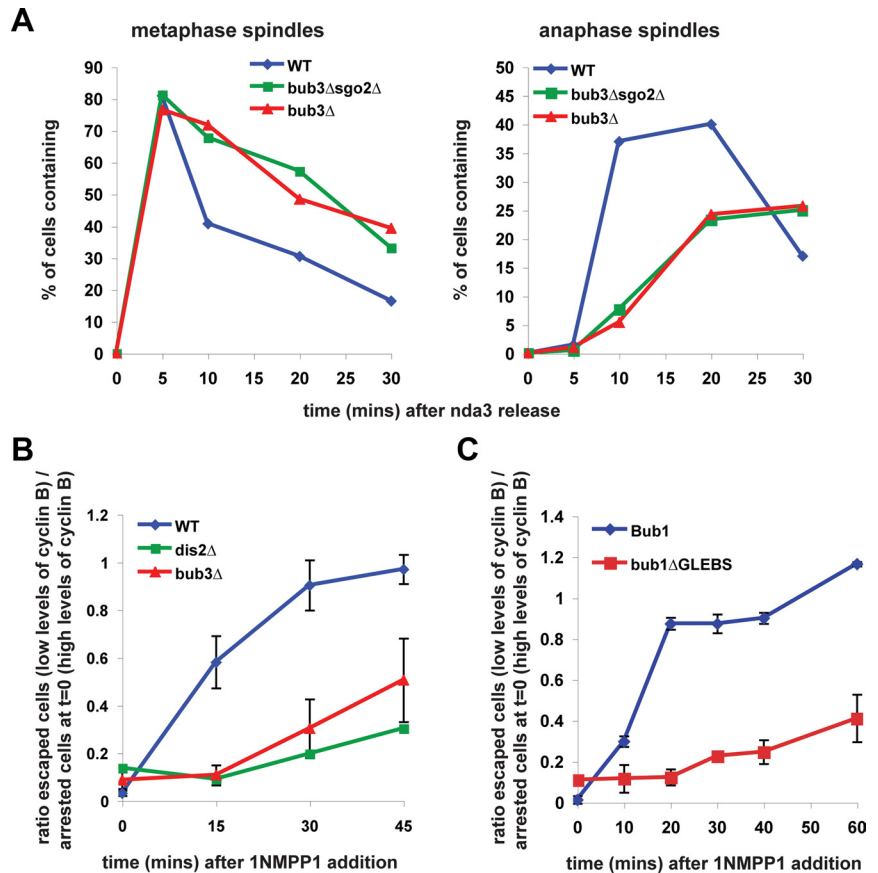 A
metaphase spindles
anaphase spindles
WT
bub3Δsgo2Δ
bub3Δ
WT
bub3Δsgo2Δ
bub3Δ
% of cells containing
90
80
70
60
50
40
30
20
10
0
0 5 10 20 30
% of cells containing
50
45
40
35
30
25
20
15
10
5
0
0 5 10 20 30
time (mins) after nda3 release
B
ratio escaped cells (low levels of cyclin B) /
arrested cells at t=0 (high levels of cyclin B)
WT
dis2Δ
bub3Δ
1.2
1
0.8
0.6
0.4
0.2
0
0 15 30 45
time (mins) after 1NMPP1 addition
C
ratio escaped cells (low levels of cyclin B) /
arrested cells at t=0 (high levels of cyclin B)
Bub1
bub1ΔGLEBS
1.4
1.2
1
0.8
0.6
0.4
0.2
0
0 10 20 30 40 60
time (mins) after 1NMPP1 addition